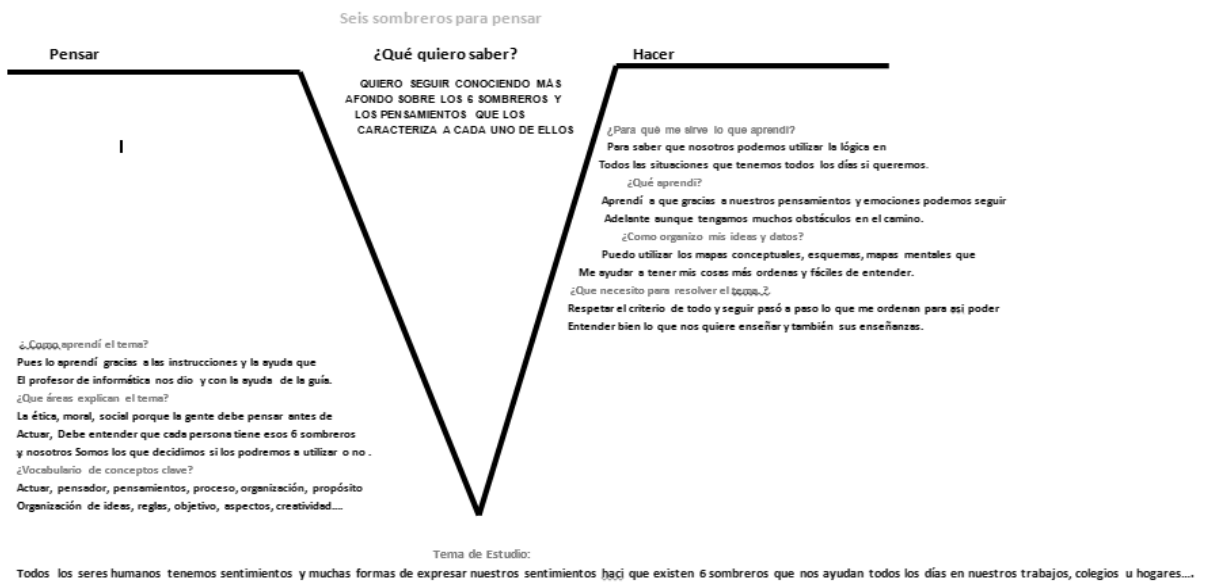 Seis sombreros para pensar
Pensar
¿Qué quiero saber?
Hacer
QUIERO SEGUIR CONOCIENDO MÁS
AFONDO SOBRE LOS 6 SOMBREROS Y
LOS PENSAMIENTOS QUE LOS
CARACTERIZA A CADA UNO DE ELLOS
I
¿Para qué me sirve lo que aprendí?
Para saber que nosotros podemos utilizar la lógica en
Todos las situaciones que tenemos todos los días si queremos.
¿Qué aprendí?
Aprendí a que gracias a nuestros pensamientos y emociones podemos seguir
Adelante aunque tengamos muchos obstáculos en el camino.
¿Como organizo mis ideas y datos?
Puedo utilizar los mapas conceptuales, esquemas, mapas mentales que
Me ayudar a tener mis cosas más ordenas y fáciles de entender.
¿Que necesito para resolver el tema ?.
Respetar el criterio de todo y seguir pasó a paso lo que me ordenan para asi poder
Entender bien lo que nos quiere enseñar y también sus enseñanzas.
¿ Como aprendí el tema?
Pues lo aprendí gracias a las instrucciones y la ayuda que
El profesor de informática nos dio y con la ayuda de la guía.
¿Que áreas explican el tema?
La ética, moral, social porque la gente debe pensar antes de
Actuar, Debe entender que cada persona tiene esos 6 sombreros
y nosotros Somos los que decidimos si los podremos a utilizar o no .
¿Vocabulario de conceptos clave?
Actuar, pensador, pensamientos, proceso, organización, propósito
Organización de ideas, reglas, objetivo, aspectos, creatividad....
Tema de Estudio:
Todos los seres humanos tenemos sentimientos y muchas formas de expresar nuestros sentimientos haci que existen 6 sombreros que nos ayudan todos los días en nuestros trabajos, colegios u hogares....